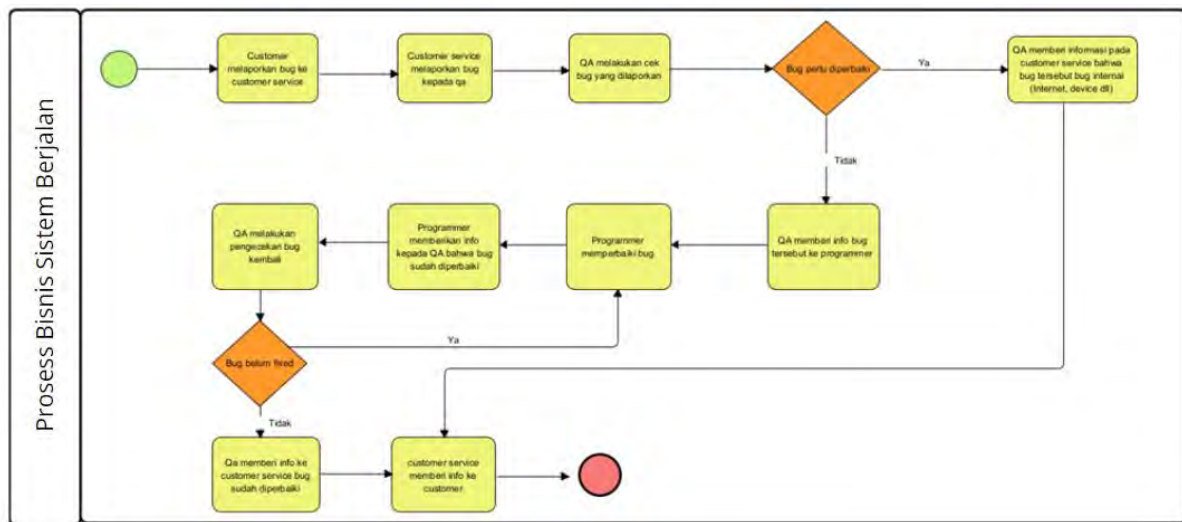 Prosess Bisnis Sistem Berjalan
Customer
melaporkan bug ke
customer service
Customer service
melaporkan bug
kepada qa
QA melakukan cek
bug yang dilaporkan
Bug perlu diperbaiki
Ya
QA memberi informasi pada
customer service bahwa
bug tersebut bug internal
(Internet, device dll)
Tidak
QA melakukan
pengecekan bug
kembali
Programmer
memberikan info
kepada QA bahwa bug
sudah diperbaiki
Programmer
memperbaiki bug
QA memberi info bug
tersebut ke programmer
Ya
Bug belum fixed
Tidak
Qa memberi info ke
customer service bug
sudah diperbaiki
customer service
memberi info ke
customer